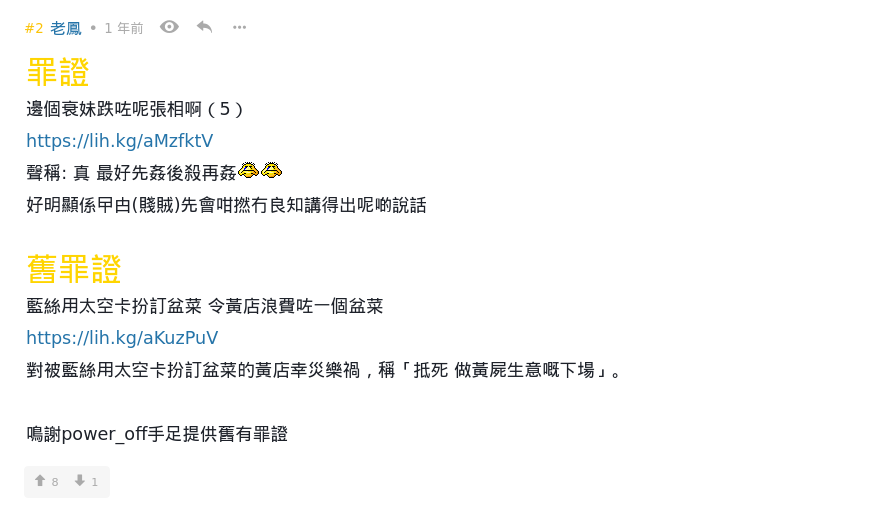 #2 老鳳 • 1 年前
罪證
邊個衰妹跌咗呢張相啊（5）
https://lih.kg/aMzfktV
聲稱: 真 最好先姦後殺再姦
好明顯係曱甴(賤賊)先會咁撚冇良知講得出呢啲說話
舊罪證
藍絲用太空卡扮訂盆菜 令黃店浪費咗一個盆菜
https://lih.kg/aKuzPuV
對被藍絲用太空卡扮訂盆菜的黃店幸災樂禍，稱「抵死 做黃屍生意嘅下場」。
鳴謝power_off手足提供舊有罪證
8 1